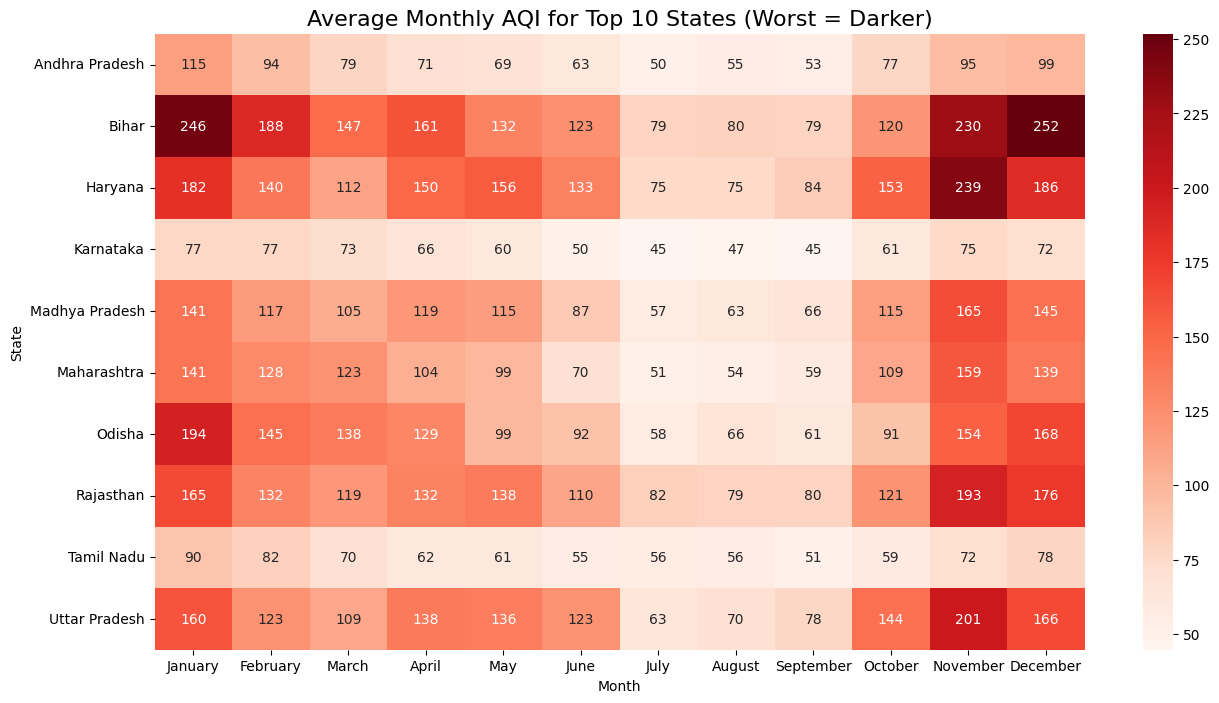 Average Monthly AQI for Top 10 States (Worst = Darker)
State
Andhra Pradesh 115 94 79 71 69 63 50 55 53 77 95 99
Bihar 246 188 147 161 132 123 79 80 79 120 230 252
Haryana 182 140 112 150 156 133 75 75 84 153 239 186
Karnataka 77 77 73 66 60 50 45 47 45 61 75 72
Madhya Pradesh 141 117 105 119 115 87 57 63 66 115 165 145
Maharashtra 141 128 123 104 99 70 51 54 59 109 159 139
Odisha 194 145 138 129 99 92 58 66 61 91 154 168
Rajasthan 165 132 119 132 138 110 82 79 80 121 193 176
Tamil Nadu 90 82 70 62 61 55 56 56 51 59 72 78
Uttar Pradesh 160 123 109 138 136 123 63 70 78 144 201 166
January February March April May June July August September October November December
Month
250
225
200
175
150
125
100
75
50